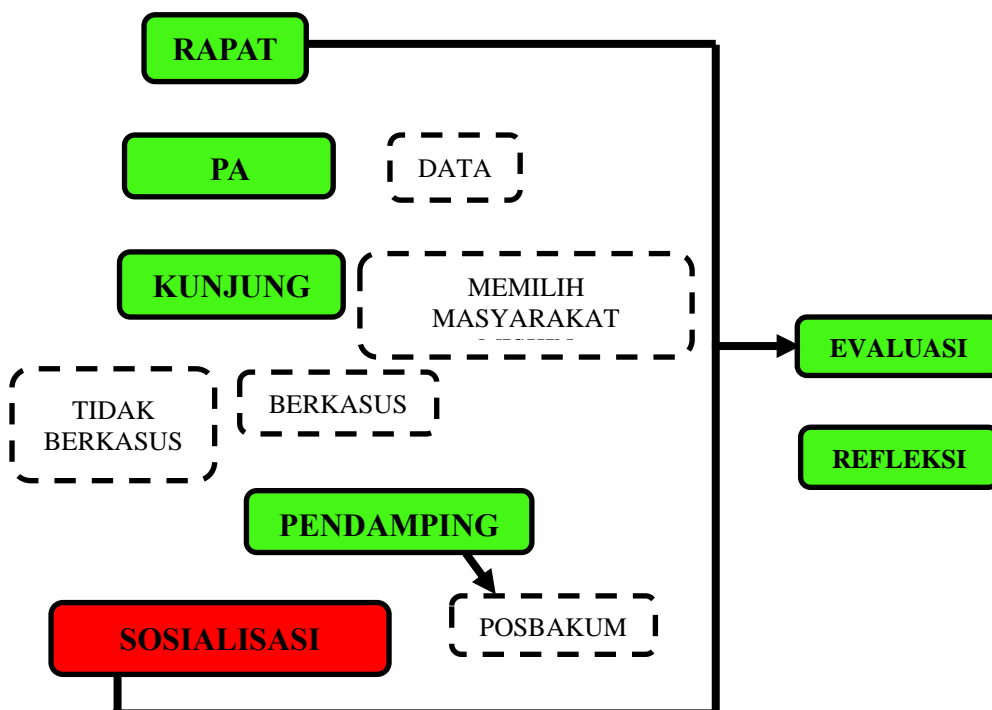 RAPAT
PA
DATA
KUNJUNG
MEMILIH
MASYARAKAT
EVALUASI
TIDAK
BERKASUS
BERKASUS
REFLEKSI
PENDAMPING
POSBAKUM
SOSIALISASI